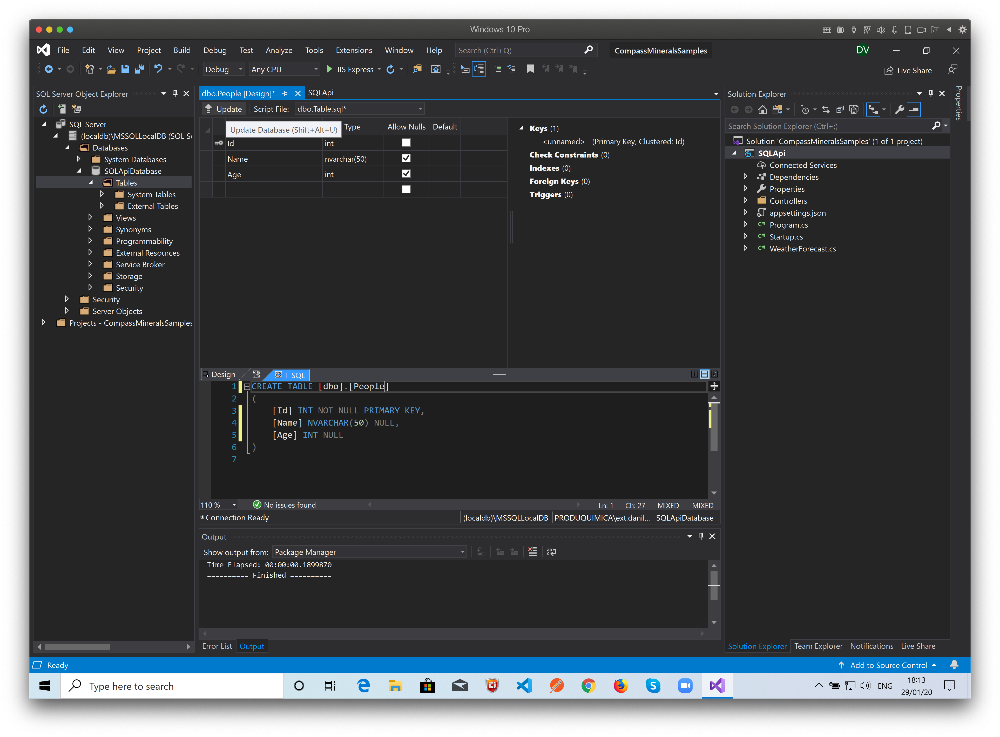 Windows 10 Pro
File Edit View Project Build Debug Test Analyze Tools Extensions Window Help Search (Ctrl+Q) CompassMineralsSamples DV
Debug Any CPU IIS Express Live Share
SQL Server Object Explorer
SQL Server
(localdb)\MSSQLLocalDB (SQL Se
Databases
System Databases
SQLApiDatabase
Tables
System Tables
External Tables
Views
Synonyms
Programmability
External Resources
Service Broker
Storage
Security
Security
Server Objects
Projects - CompassMineralsSamples
dbo.People [Design]* SQLApi
Update Script File: dbo.Table.sql*
Update Database (Shift+Alt+U) Type Allow Nulls Default
Id int
Name nvarchar(50)
Age int
Keys (1)
<unnamed> (Primary Key, Clustered: Id)
Check Constraints (0)
Indexes (0)
Foreign Keys (0)
Triggers (0)
Design T-SQL
1 CREATE TABLE [dbo].[People]
2 (
3 [Id] INT NOT NULL PRIMARY KEY,
4 [Name] NVARCHAR(50) NULL,
5 [Age] INT NULL
6 )
7
110 % No issues found Ln: 1 Ch: 27 MIXED MIXED
Connection Ready (localdb)\MSSQLLocalDB PRODUQUIMICA\ext.danil... SQLApiDatabase
Output
Show output from: Package Manager
Time Elapsed: 00:00:00.1899870
========== Finished ==========
Error List Output
Solution Explorer
Search Solution Explorer (Ctrl+;)
Solution 'CompassMineralsSamples' (1 of 1 project)
SQLApi
Connected Services
Dependencies
Properties
Controllers
appsettings.json
C# Program.cs
C# Startup.cs
C# WeatherForecast.cs
Solution Explorer Team Explorer Notifications Live Share
Properties
Ready Add to Source Control
Type here to search ENG 18:13
29/01/20